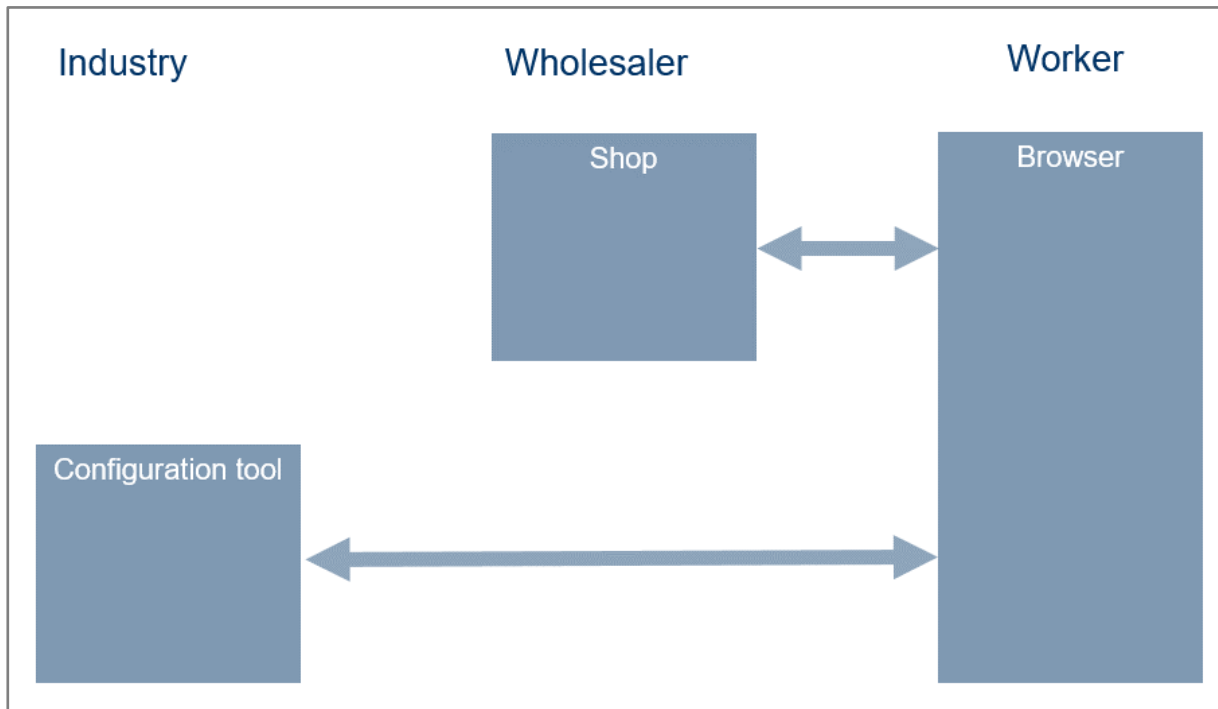 Industry
Wholesaler
Worker
Shop
Browser
Configuration tool